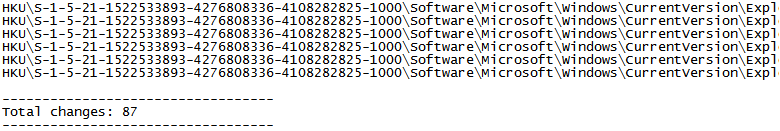 HKU\S-1-5-21-1522533893-4276808336-4108282825-1000\Software\Microsoft\Windows\CurrentVersion\Expl
HKU\S-1-5-21-1522533893-4276808336-4108282825-1000\Software\Microsoft\Windows\CurrentVersion\Expl
HKU\S-1-5-21-1522533893-4276808336-4108282825-1000\Software\Microsoft\Windows\CurrentVersion\Expl
HKU\S-1-5-21-1522533893-4276808336-4108282825-1000\Software\Microsoft\Windows\CurrentVersion\Expl
HKU\S-1-5-21-1522533893-4276808336-4108282825-1000\Software\Microsoft\Windows\CurrentVersion\Expl
HKU\S-1-5-21-1522533893-4276808336-4108282825-1000\Software\Microsoft\Windows\CurrentVersion\Expl
----------------------------------
Total changes: 87
----------------------------------